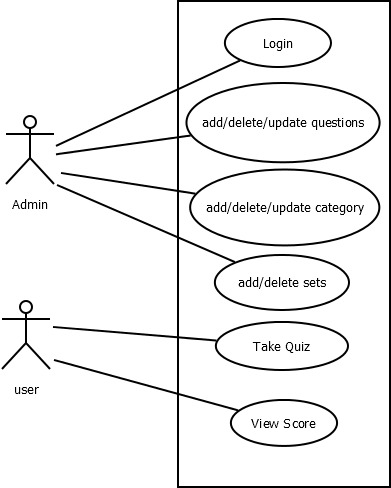 Login
add/delete/update questions
Admin
add/delete/update category
add/delete sets
Take Quiz
user
View Score